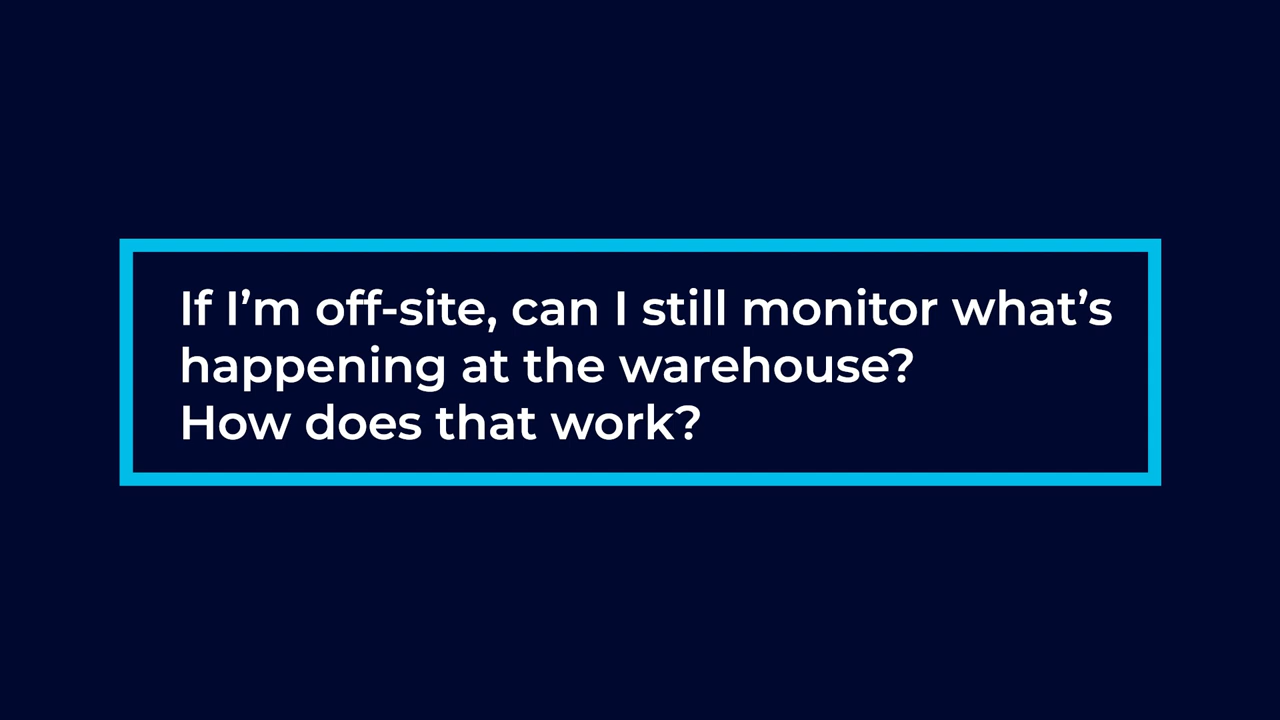 If I’m off-site, can I still monitor what’s
happening at the warehouse?
How does that work?